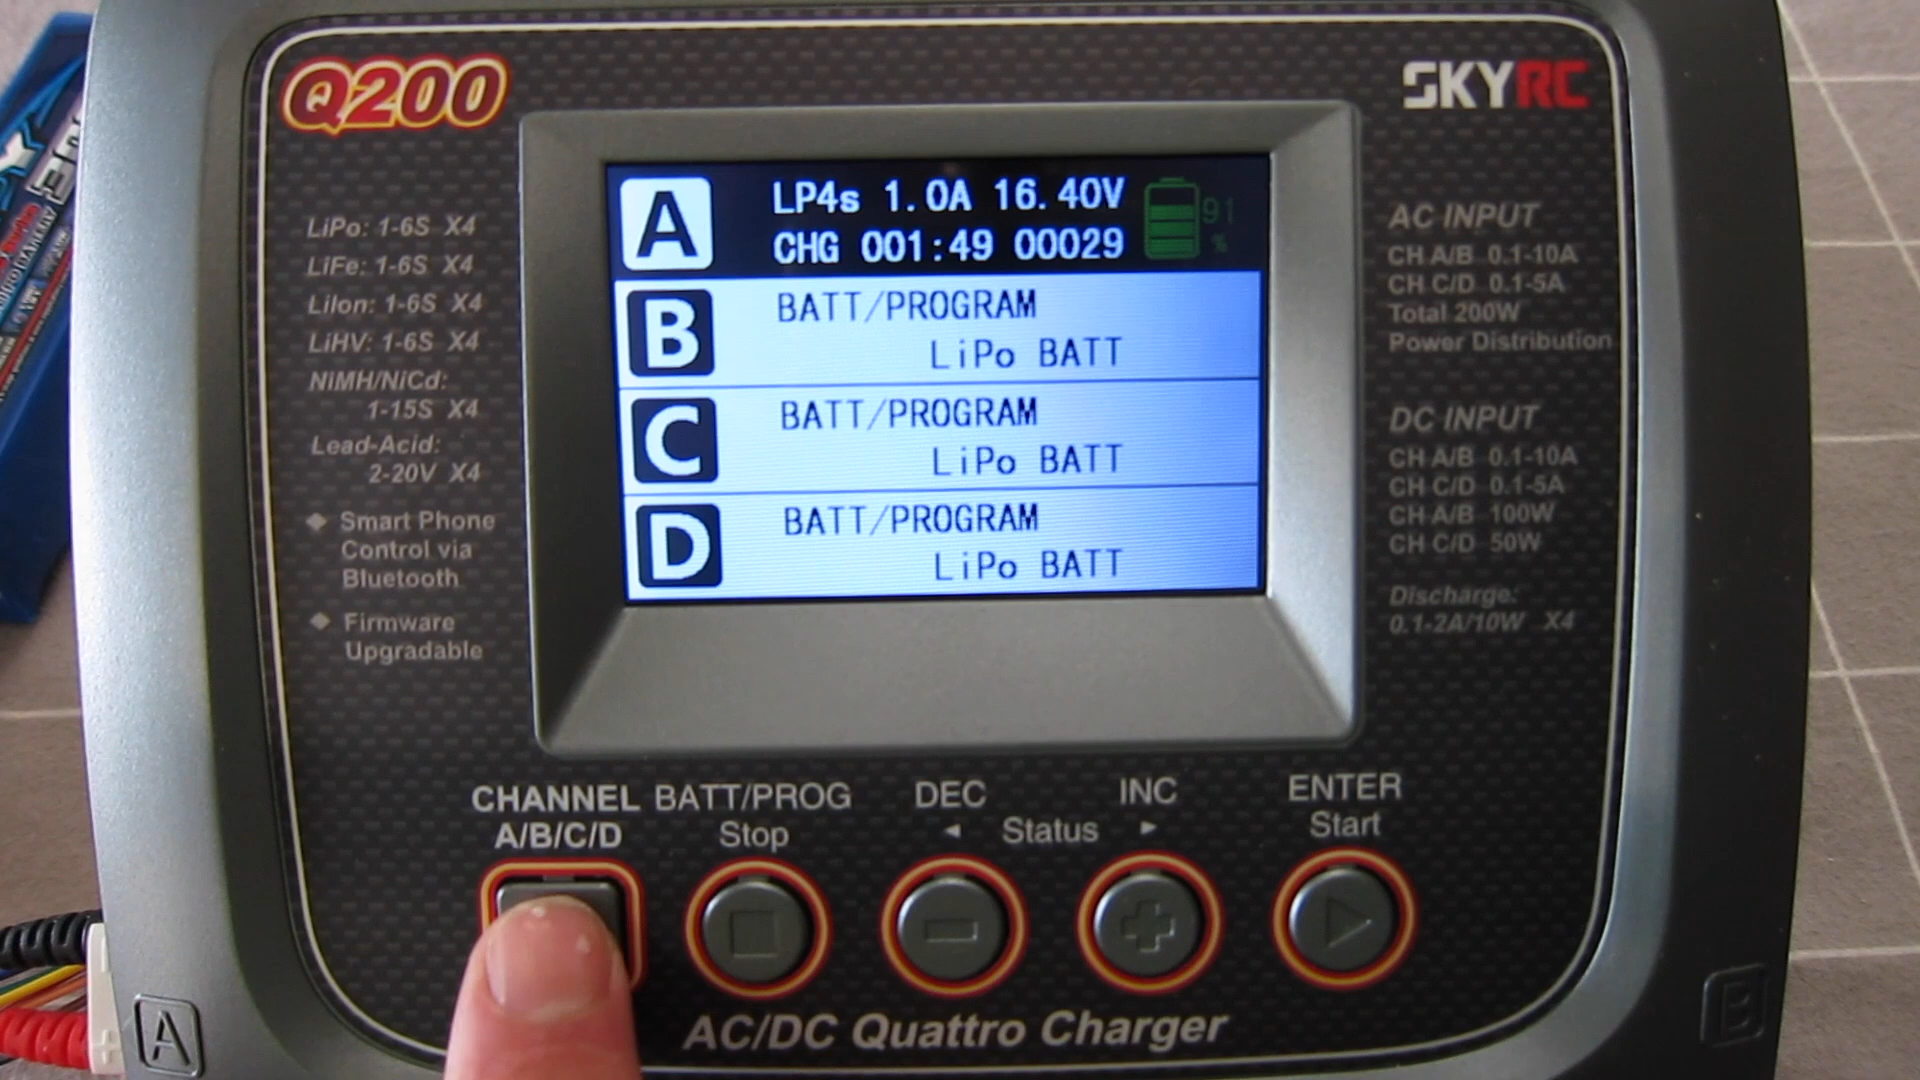 Q200
SKYRC
LiPo: 1-6S X4
LiFe: 1-6S X4
LiIon: 1-6S X4
LiHV: 1-6S X4
NiMH/NiCd:
1-15S X4
Lead-Acid:
2-20V X4
◆ Smart Phone
Control via
Bluetooth
◆ Firmware
Upgradable
A
LP4s 1.0A 16.40V
CHG 001:49 00029
91
%
B
BATT/PROGRAM
LiPo BATT
C
BATT/PROGRAM
LiPo BATT
D
BATT/PROGRAM
LiPo BATT
AC INPUT
CH A/B 0.1-10A
CH C/D 0.1-5A
Total 200W
Power Distribution
DC INPUT
CH A/B 0.1-10A
CH C/D 0.1-5A
CH A/B 100W
CH C/D 50W
Discharge:
0.1-2A/10W X4
CHANNEL
A/B/C/D
BATT/PROG
Stop
DEC
INC
◄ Status ►
ENTER
Start
AC/DC Quattro Charger
A
B